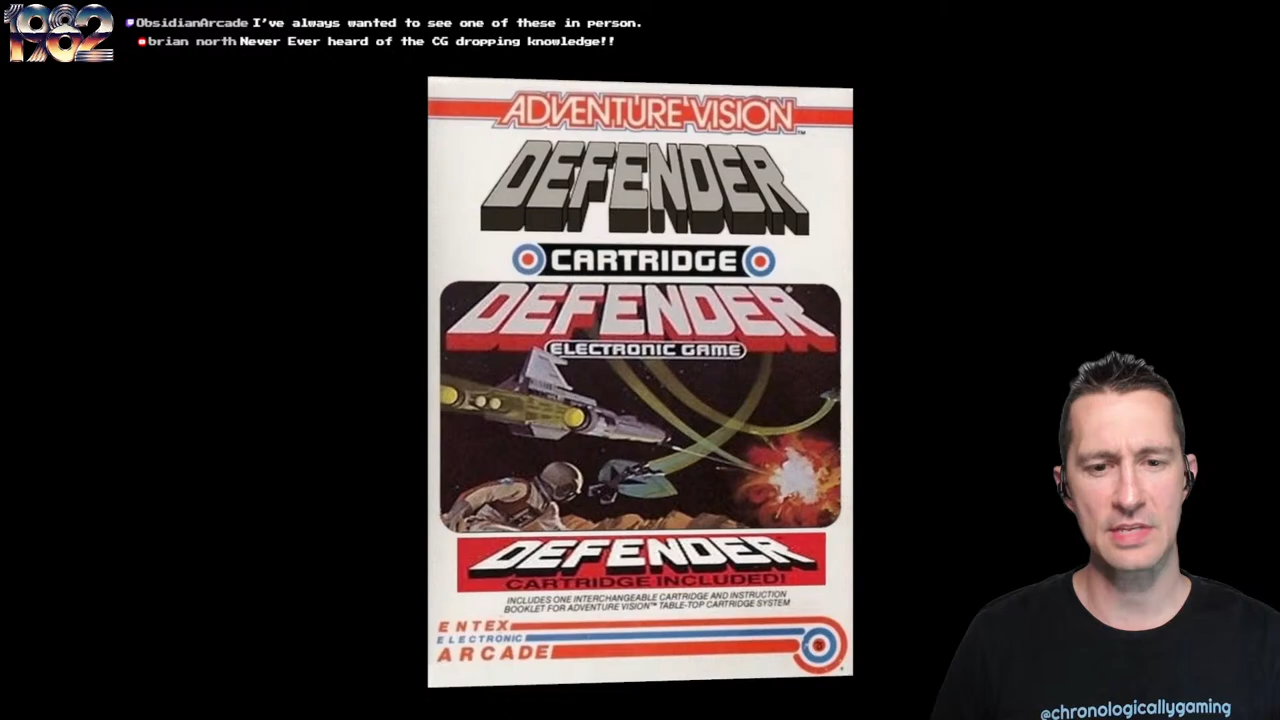 1982
ObsidianArcade I've always wanted to see one of these in person.
brian north Never Ever heard of the CG dropping knowledge!!
ADVENTURE VISION™
DEFENDER
CARTRIDGE
DEFENDER
ELECTRONIC GAME
DEFENDER
CARTRIDGE INCLUDED!
INCLUDES ONE INTERCHANGEABLE CARTRIDGE AND INSTRUCTION
BOOKLET FOR ADVENTURE VISION™ TABLE-TOP CARTRIDGE SYSTEM
ENTEX
ELECTRONIC
ARCADE
@chronologicallygaming